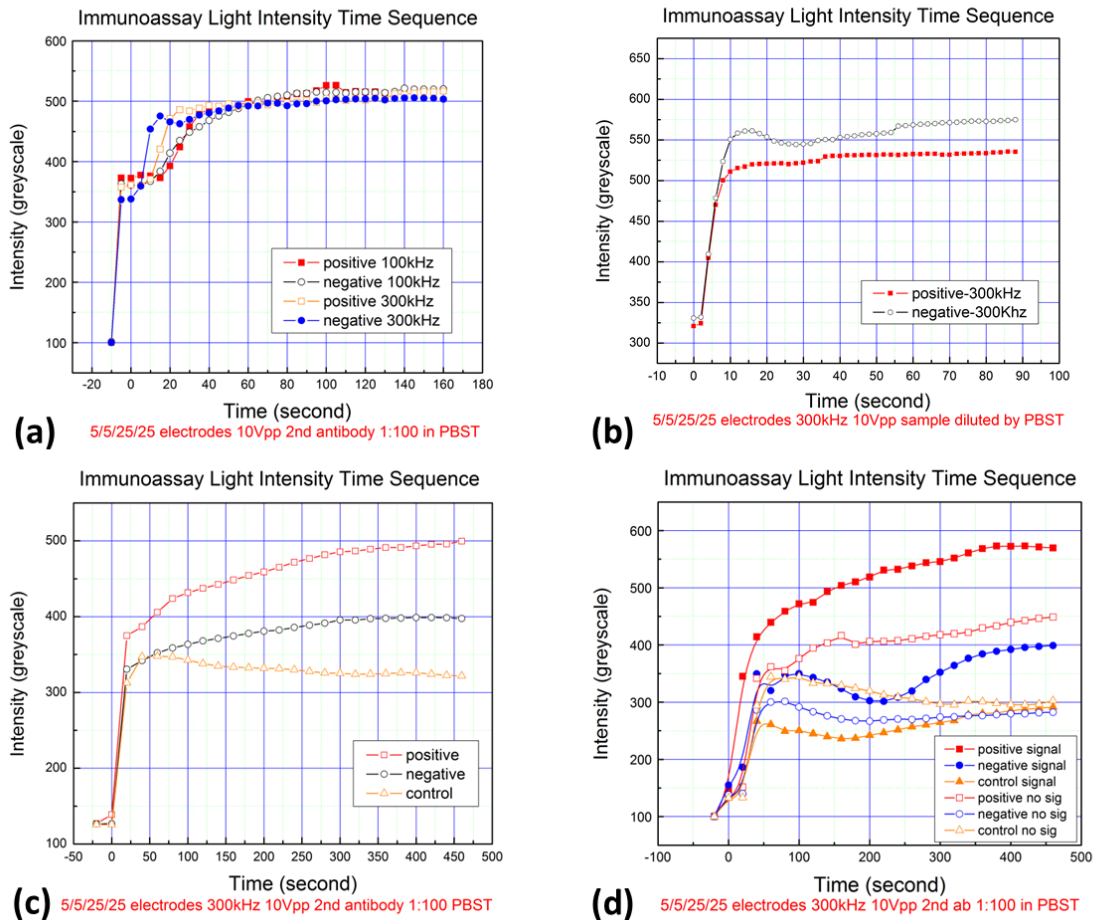 Immunoassay Light Intensity Time Sequence
600
500
400
300
200
100
Intensity (greyscale)
positive 100kHz
negative 100kHz
positive 300kHz
negative 300kHz
-20 0 20 40 60 80 100 120 140 160 180
Time (second)
(a)
5/5/25/25 electrodes 10Vpp 2nd antibody 1:100 in PBST
Immunoassay Light Intensity Time Sequence
650
625
600
575
550
525
500
475
450
425
400
375
350
325
300
Intensity (greyscale)
positive-300kHz
negative-300Khz
-10 0 10 20 30 40 50 60 70 80 90 100
Time (second)
(b)
5/5/25/25 electrodes 300kHz 10Vpp sample diluted by PBST
Immunoassay Light Intensity Time Sequence
500
400
300
200
100
Intensity (greyscale)
positive
negative
control
-50 0 50 100 150 200 250 300 350 400 450 500
Time (second)
(c)
5/5/25/25 electrodes 300kHz 10Vpp 2nd antibody 1:100 PBST
Immunoassay Light Intensity Time Sequence
600
500
400
300
200
100
Intensity (greyscale)
positive signal
negative signal
control signal
positive no sig
negative no sig
control no sig
-100 0 100 200 300 400 500
Time (second)
(d)
5/5/25/25 electrodes 300kHz 10Vpp 2nd ab 1:100 in PBST